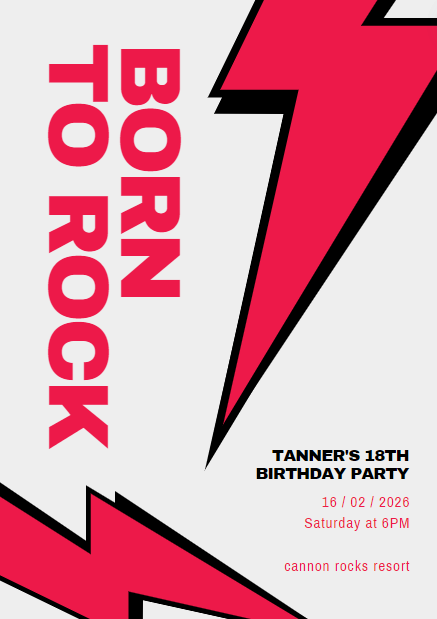 BORN
TO ROCK
TANNER'S 18TH
BIRTHDAY PARTY
16 / 02 / 2026
Saturday at 6PM
cannon rocks resort